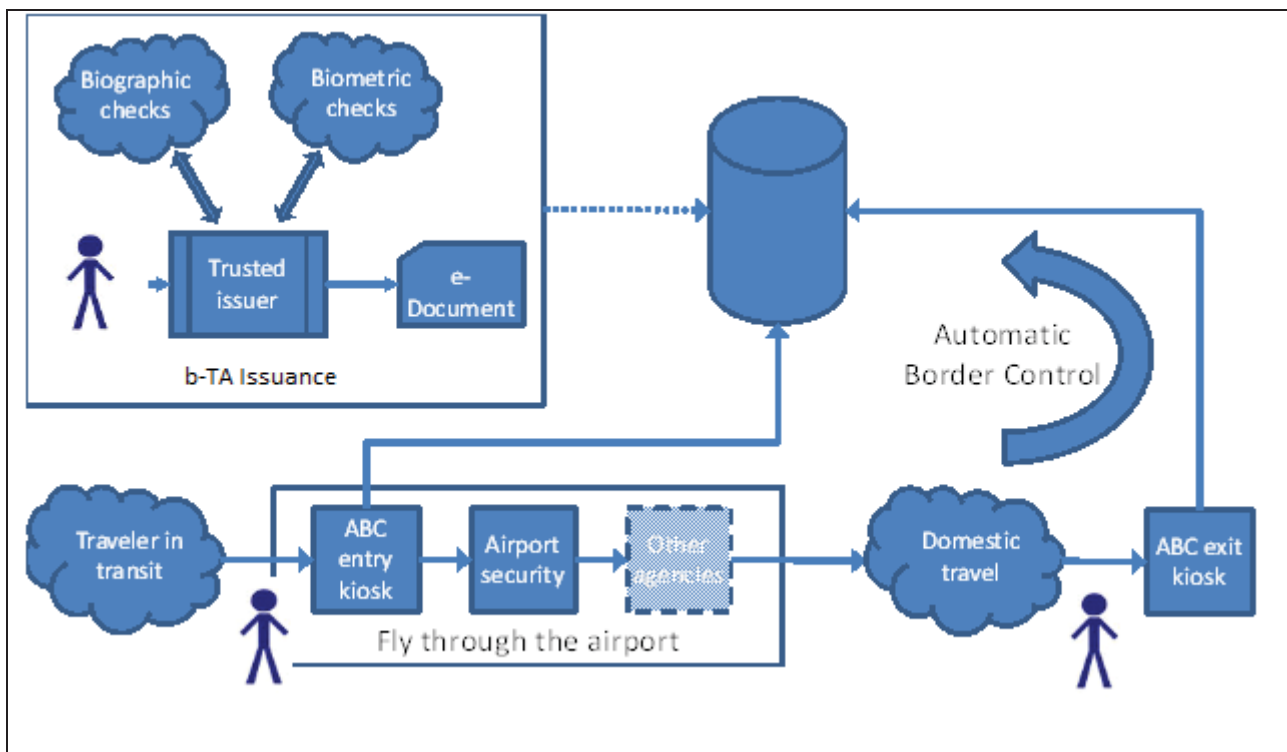 Biographic
checks
Biometric
checks
Trusted
issuer
e-
Document
b-TA Issuance
Automatic
Border Control
Traveler in
transit
ABC
entry
kiosk
Airport
security
Other
agencies
Domestic
travel
ABC exit
kiosk
Fly through the airport